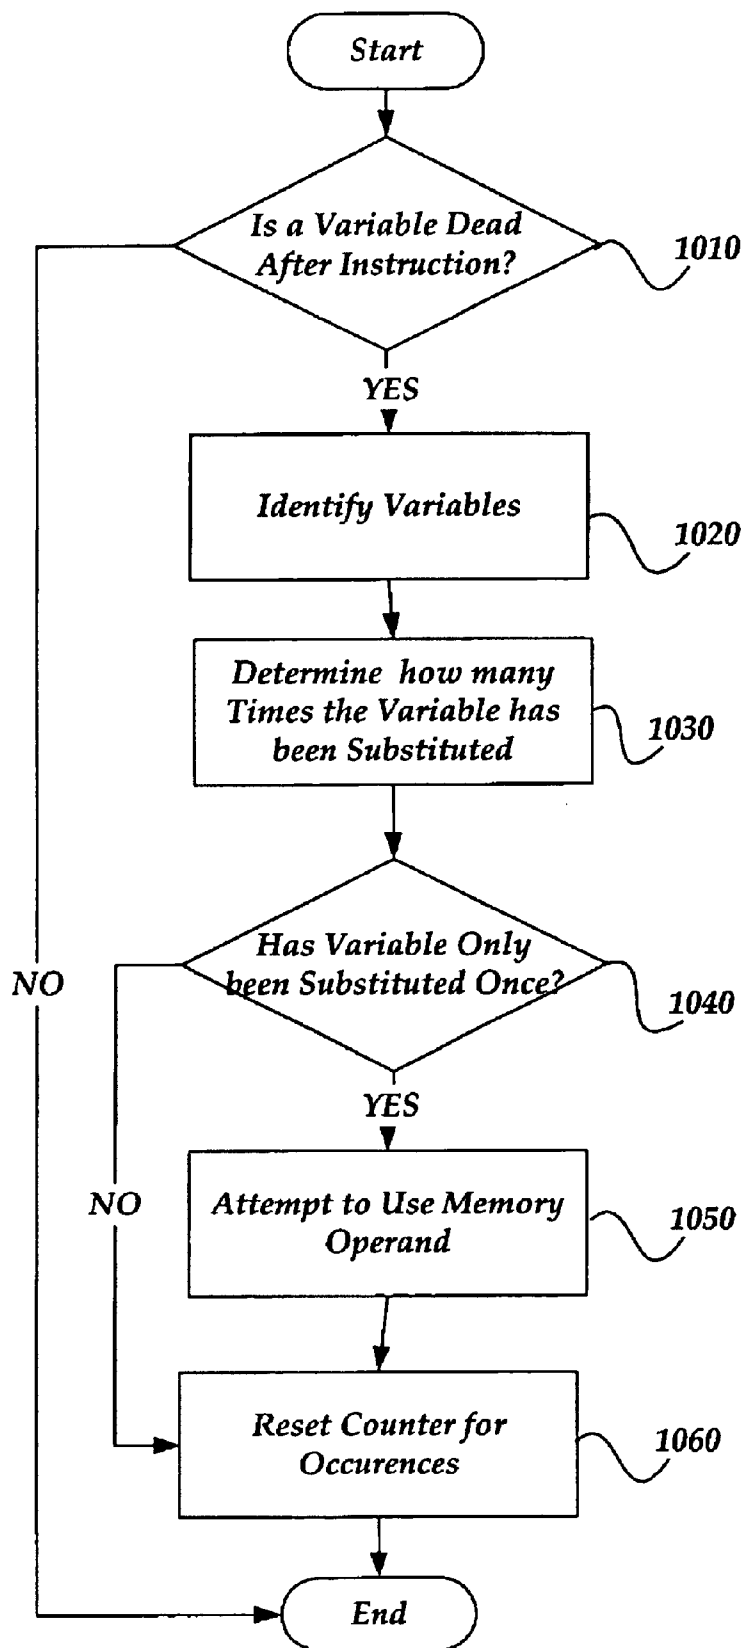 Start
Is a Variable Dead
After Instruction?
1010
YES
Identify Variables
1020
Determine how many
Times the Variable has
been Substituted
1030
Has Variable Only
been Substituted Once?
1040
NO
YES
NO
Attempt to Use Memory
Operand
1050
Reset Counter for
Occurences
1060
End